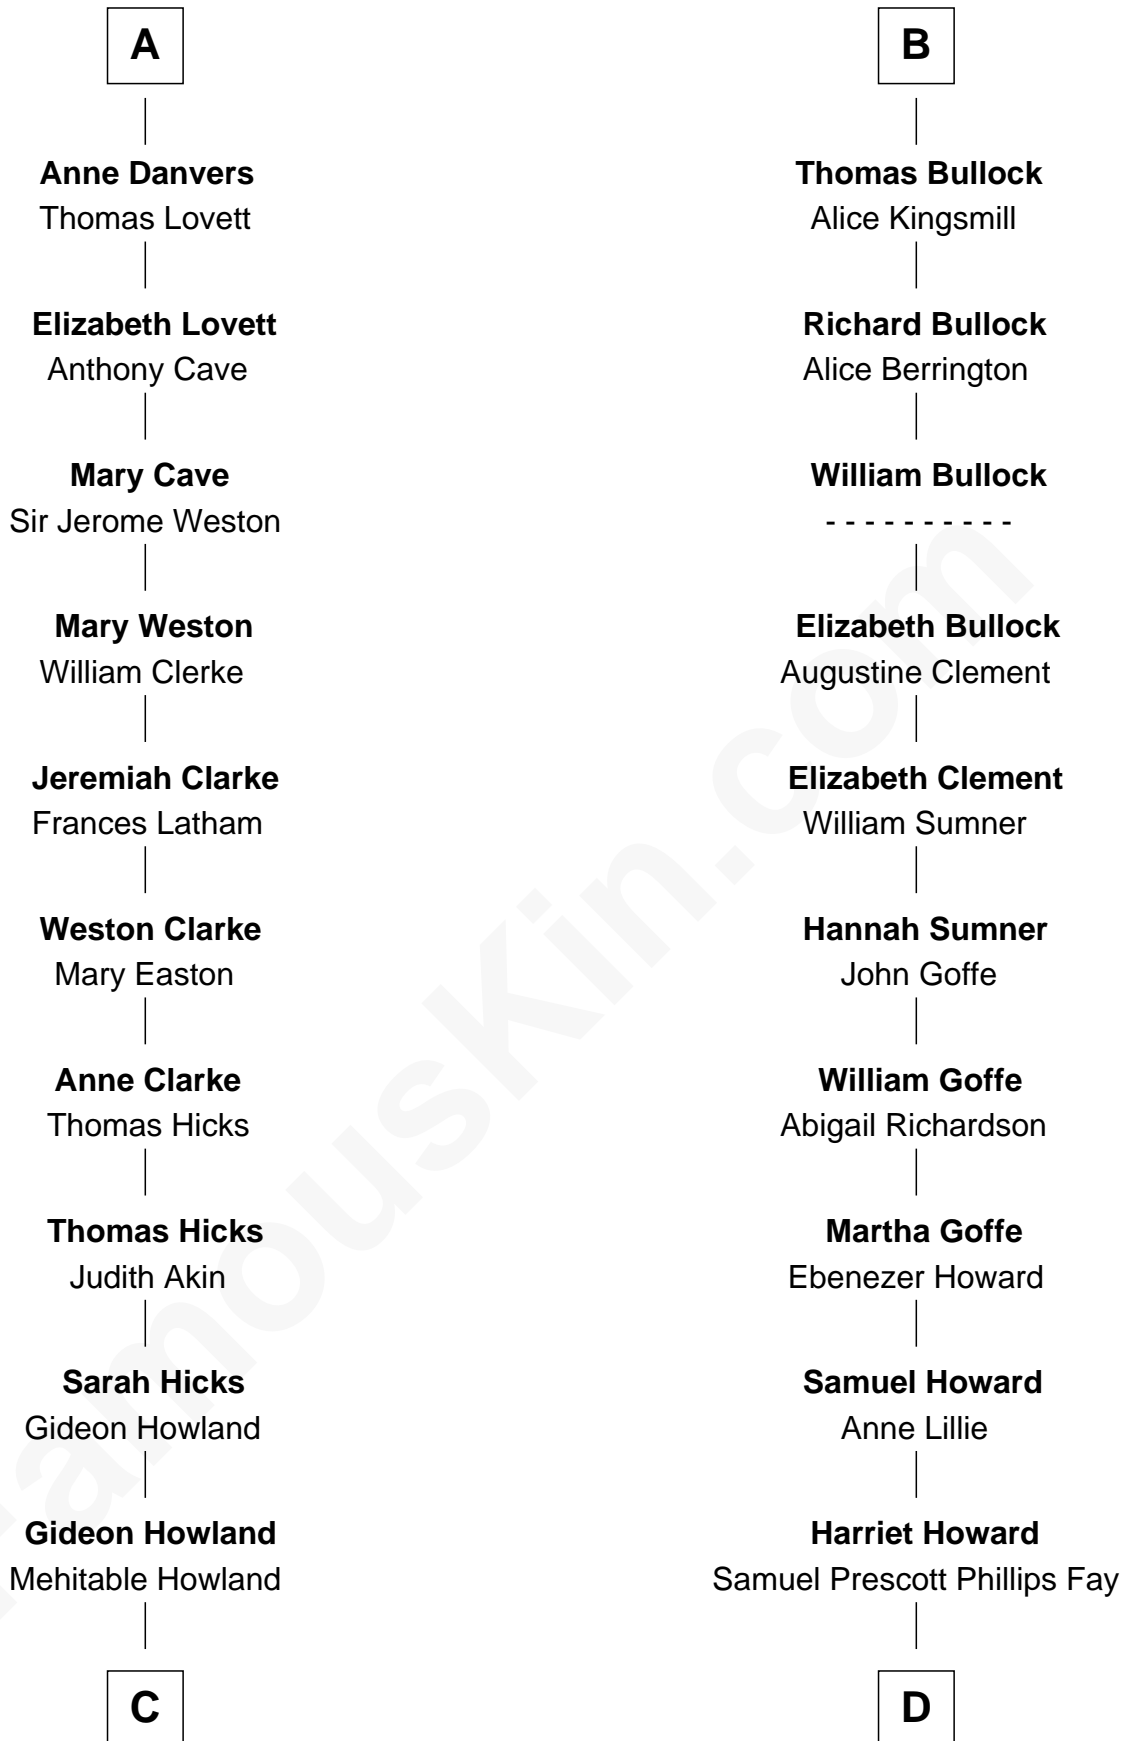 A
Anne Danvers
Thomas Lovett
Elizabeth Lovett
Anthony Cave
Mary Cave
Sir Jerome Weston
Mary Weston
William Clerke
Jeremiah Clarke
Frances Latham
Weston Clarke
Mary Easton
Anne Clarke
Thomas Hicks
Thomas Hicks
Judith Akin
Sarah Hicks
Gideon Howland
Gideon Howland
Mehitable Howland
C
B
Thomas Bullock
Alice Kingsmill
Richard Bullock
Alice Berrington
William Bullock
- - - - - - - - - -
Elizabeth Bullock
Augustine Clement
Elizabeth Clement
William Sumner
Hannah Sumner
John Goffe
William Goffe
Abigail Richardson
Martha Goffe
Ebenezer Howard
Samuel Howard
Anne Lillie
Harriet Howard
Samuel Prescott Phillips Fay
D
FamousKin.com